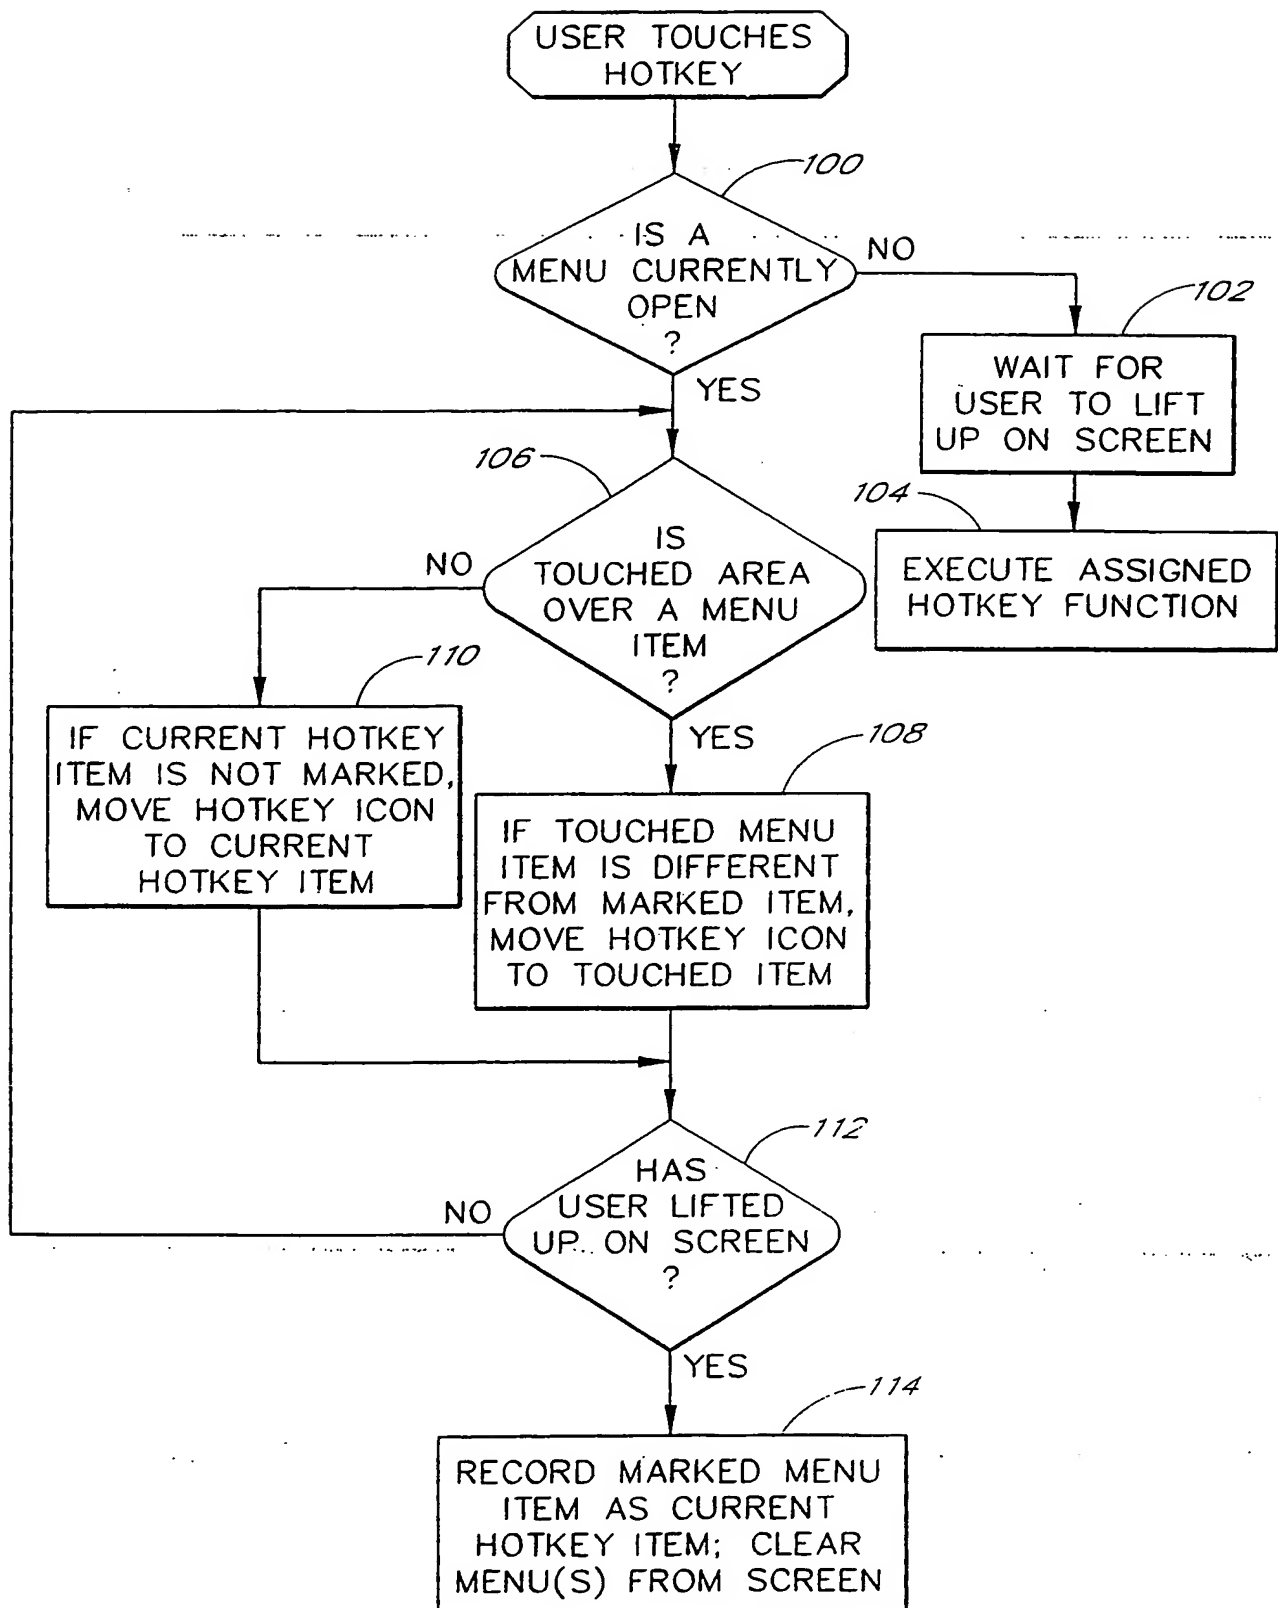 USER TOUCHES
HOTKEY
100
IS A
MENU CURRENTLY
OPEN
?
NO
YES
102
WAIT FOR
USER TO LIFT
UP ON SCREEN
104
EXECUTE ASSIGNED
HOTKEY FUNCTION
106
IS
TOUCHED AREA
OVER A MENU
ITEM
?
NO
YES
110
IF CURRENT HOTKEY
ITEM IS NOT MARKED,
MOVE HOTKEY ICON
TO CURRENT
HOTKEY ITEM
108
IF TOUCHED MENU
ITEM IS DIFFERENT
FROM MARKED ITEM,
MOVE HOTKEY ICON
TO TOUCHED ITEM
112
HAS
USER LIFTED
UP ON SCREEN
?
NO
YES
114
RECORD MARKED MENU
ITEM AS CURRENT
HOTKEY ITEM; CLEAR
MENU(S) FROM SCREEN